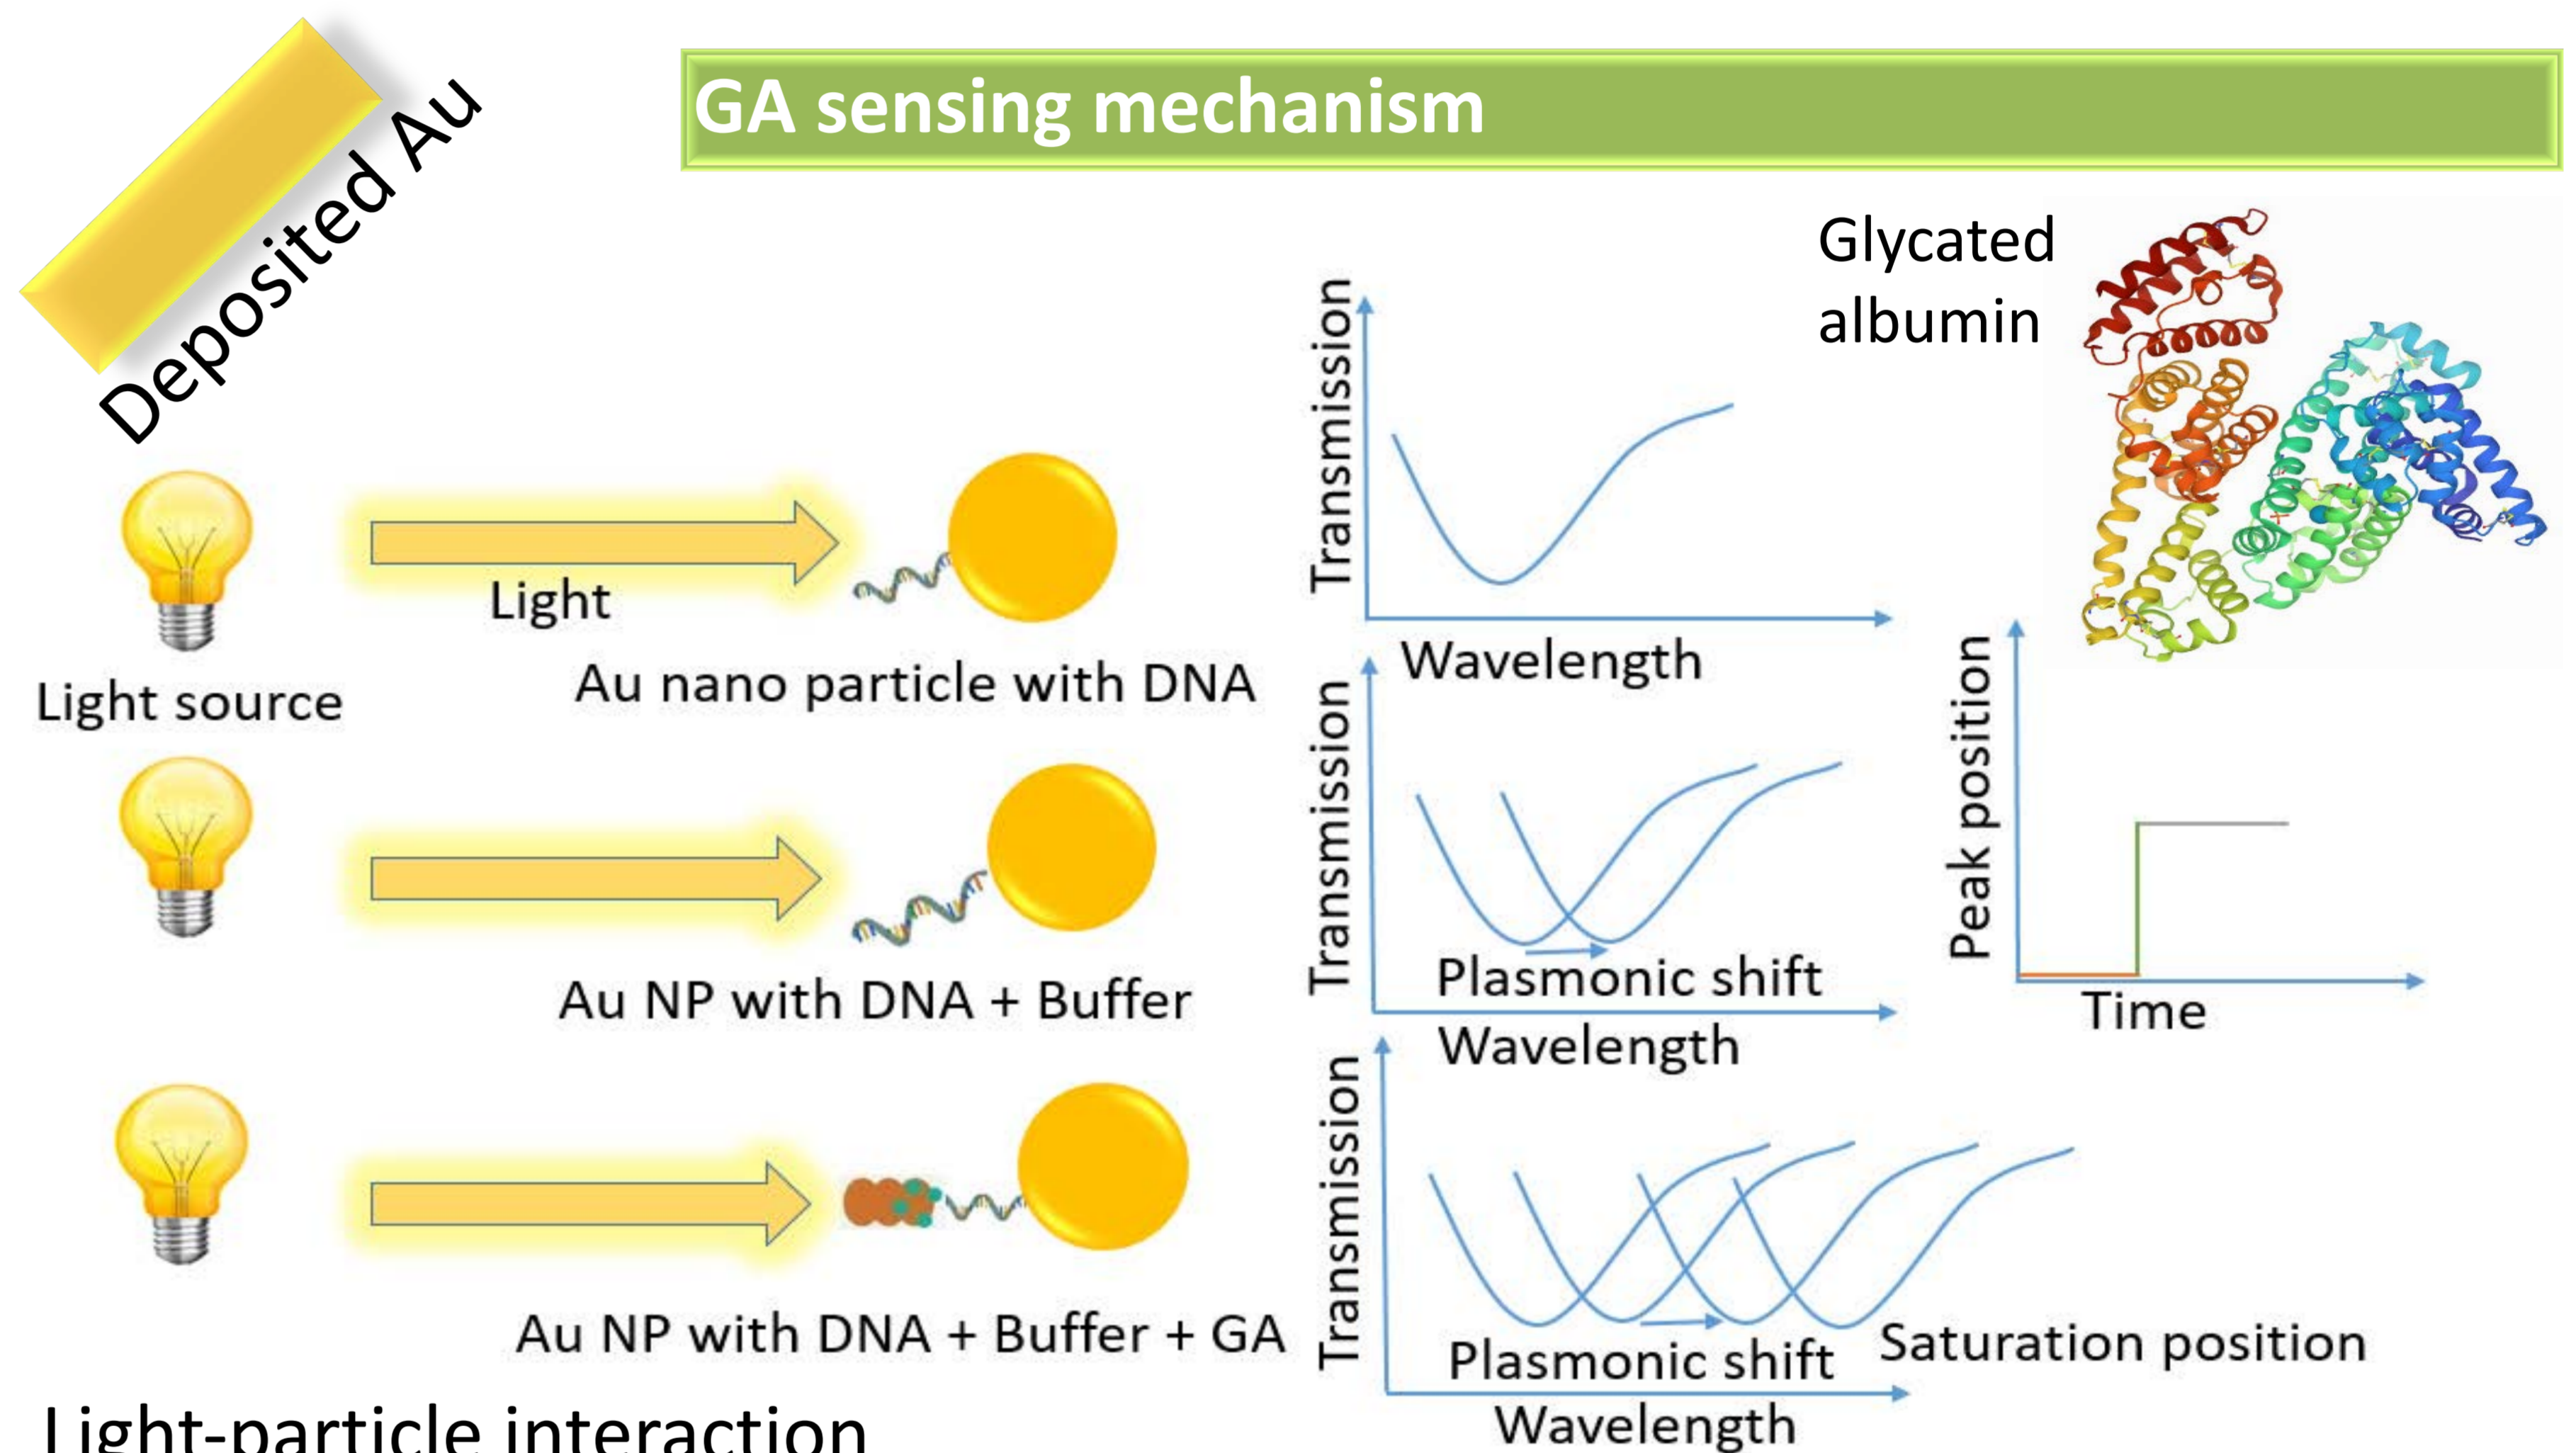 GA sensing mechanism
Deposited Au
Glycated
albumin
Light
Light source
Au nano particle with DNA
Transmission
Wavelength
Au NP with DNA + Buffer
Transmission
Plasmonic shift
Wavelength
Peak position
Time
Au NP with DNA + Buffer + GA
Transmission
Plasmonic shift
Saturation position
Wavelength
Light-particle interaction